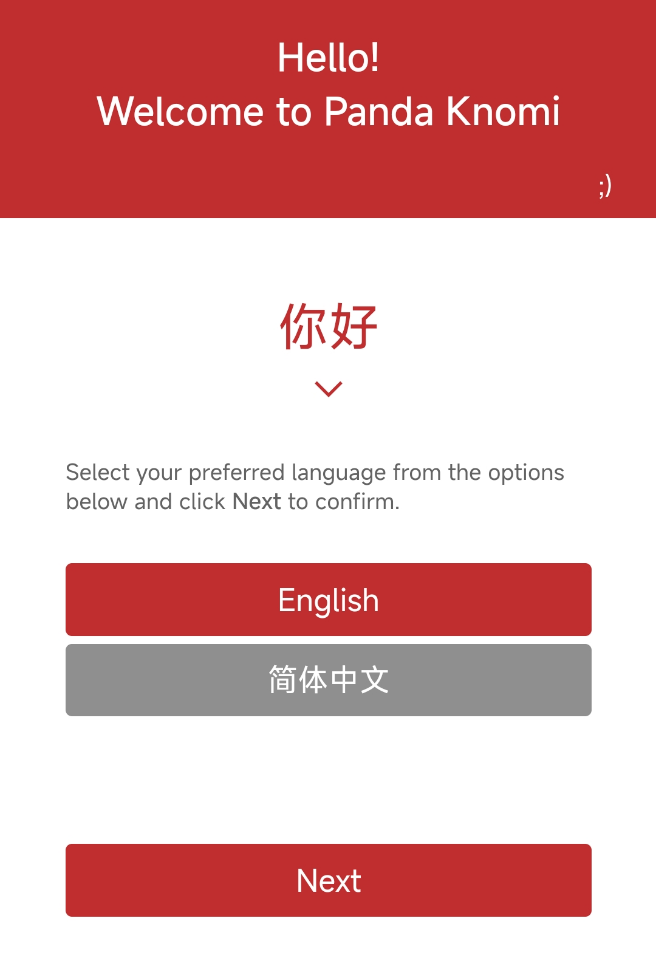 Hello!
Welcome to Panda Knomi
;)
你好
Select your preferred language from the options
below and click Next to confirm.
English
简体中文
Next